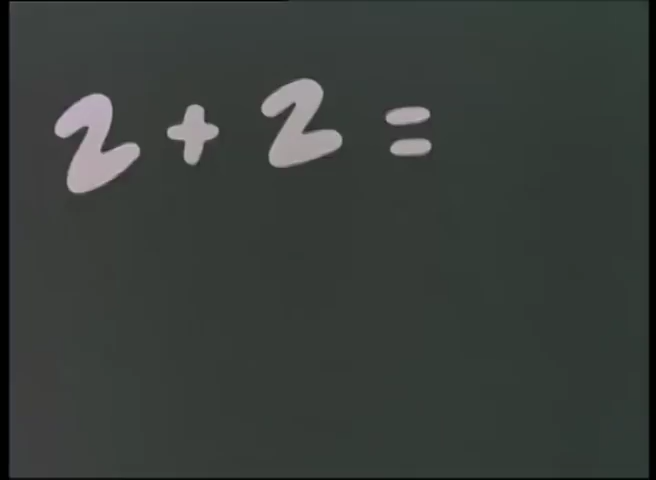 2 + 2 =